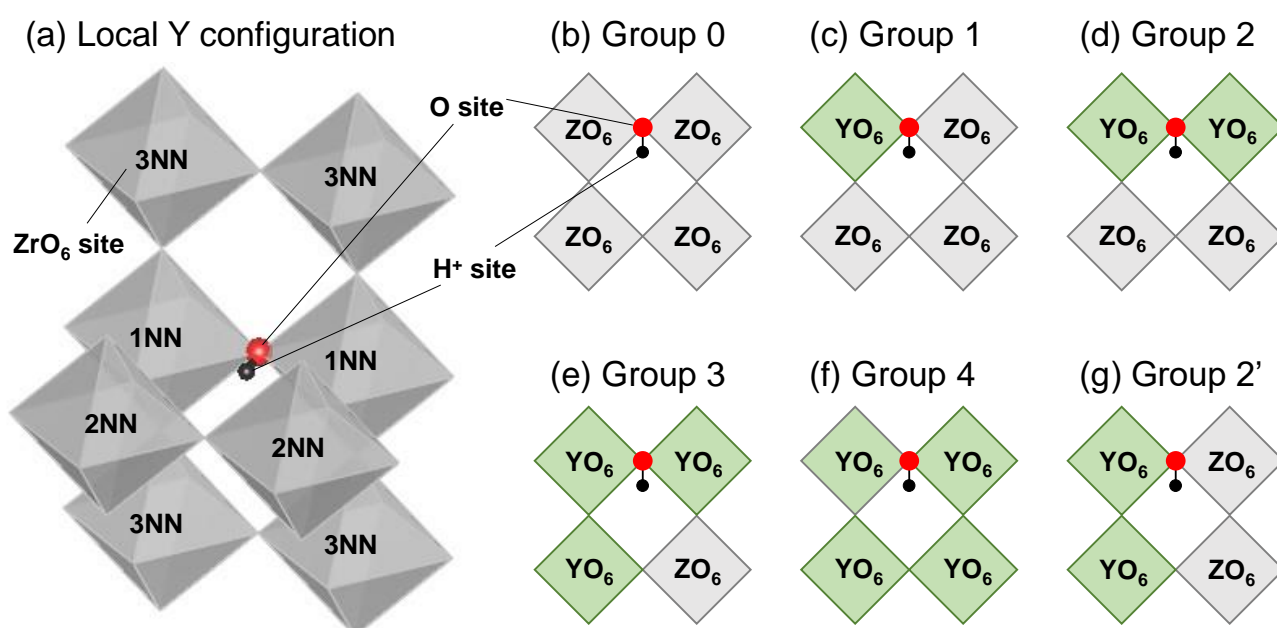 (a) Local Y configuration
3NN
3NN
ZrO6 site
1NN
1NN
2NN
2NN
3NN
3NN
O site
H+ site
(b) Group 0
ZO6 ZO6
ZO6 ZO6
(c) Group 1
YO6 ZO6
ZO6 ZO6
(d) Group 2
YO6 YO6
ZO6 ZO6
(e) Group 3
YO6 YO6
YO6 ZO6
(f) Group 4
YO6 YO6
YO6 YO6
(g) Group 2’
YO6 ZO6
YO6 ZO6